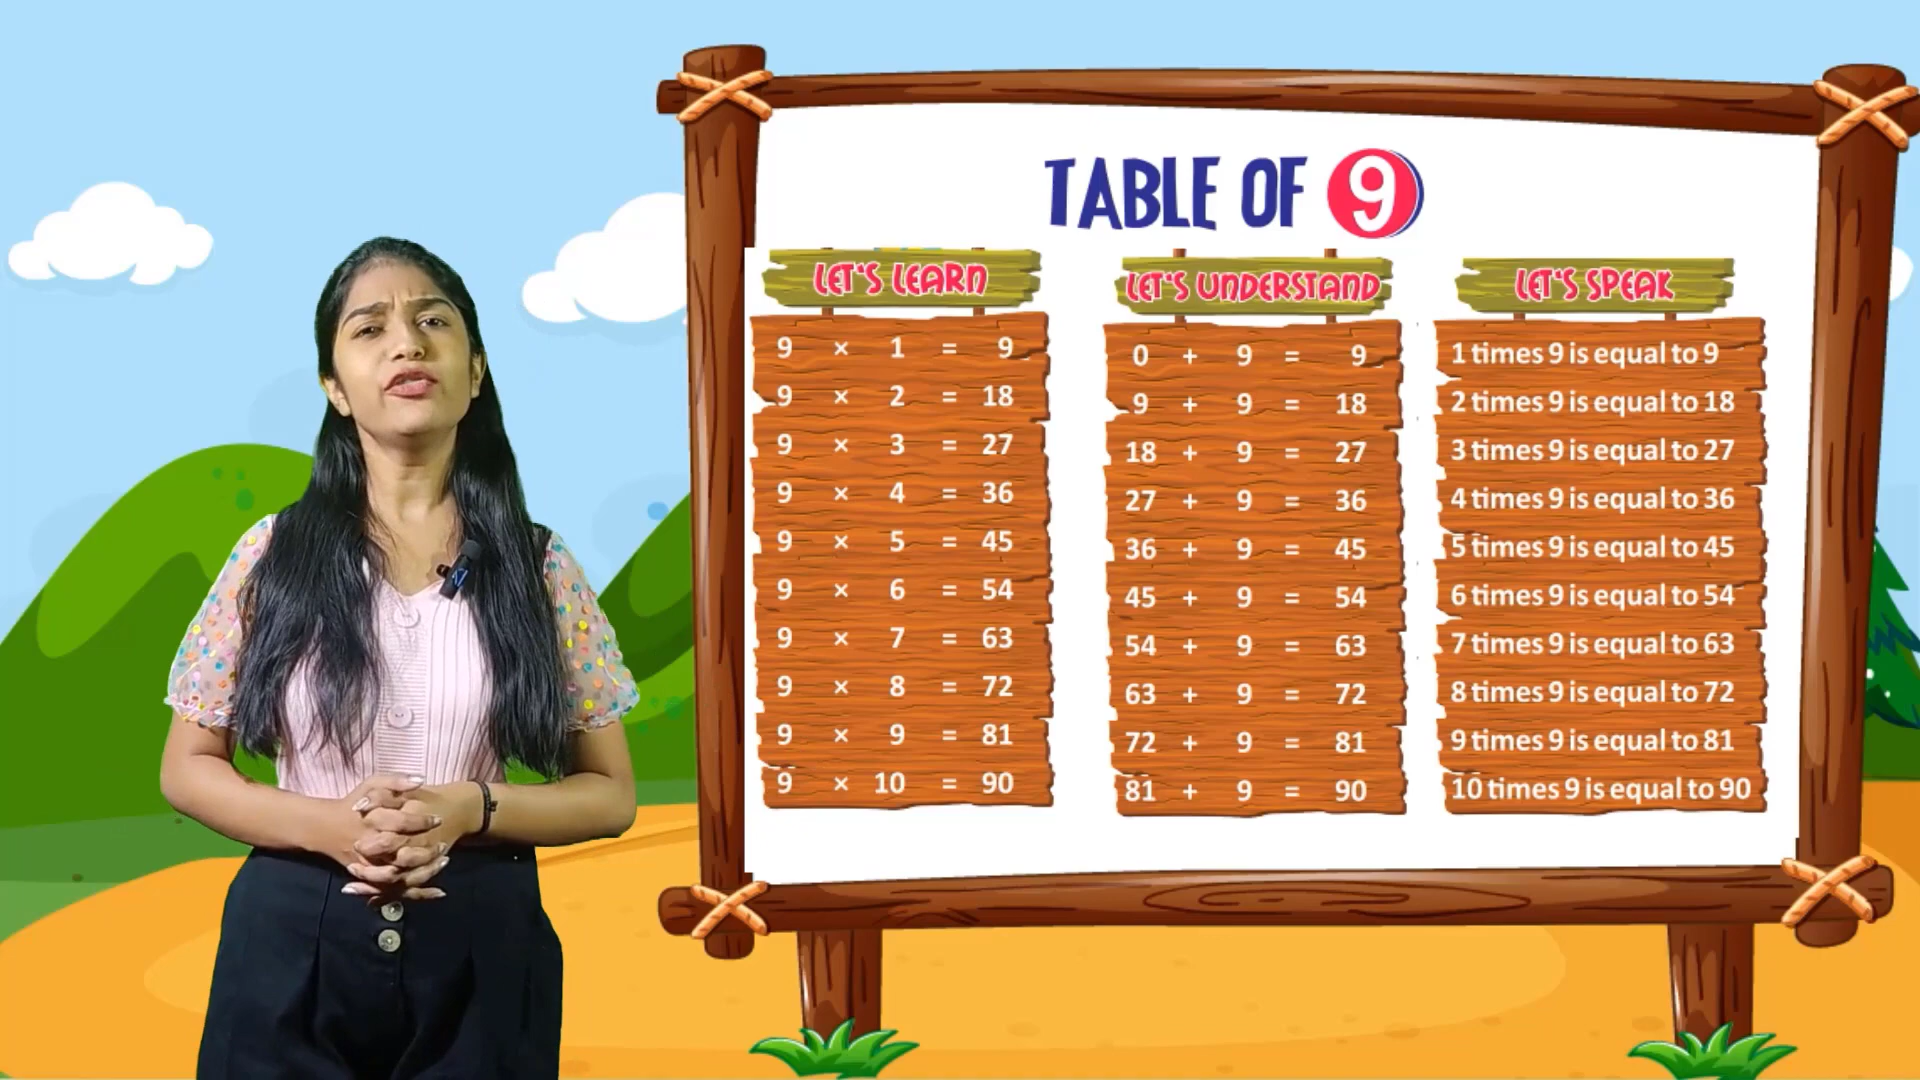 TABLE OF 9
LET'S LEARN
9 × 1 = 9
9 × 2 = 18
9 × 3 = 27
9 × 4 = 36
9 × 5 = 45
9 × 6 = 54
9 × 7 = 63
9 × 8 = 72
9 × 9 = 81
9 × 10 = 90
LET'S UNDERSTAND
0 + 9 = 9
9 + 9 = 18
18 + 9 = 27
27 + 9 = 36
36 + 9 = 45
45 + 9 = 54
54 + 9 = 63
63 + 9 = 72
72 + 9 = 81
81 + 9 = 90
LET'S SPEAK
1 times 9 is equal to 9
2 times 9 is equal to 18
3 times 9 is equal to 27
4 times 9 is equal to 36
5 times 9 is equal to 45
6 times 9 is equal to 54
7 times 9 is equal to 63
8 times 9 is equal to 72
9 times 9 is equal to 81
10 times 9 is equal to 90